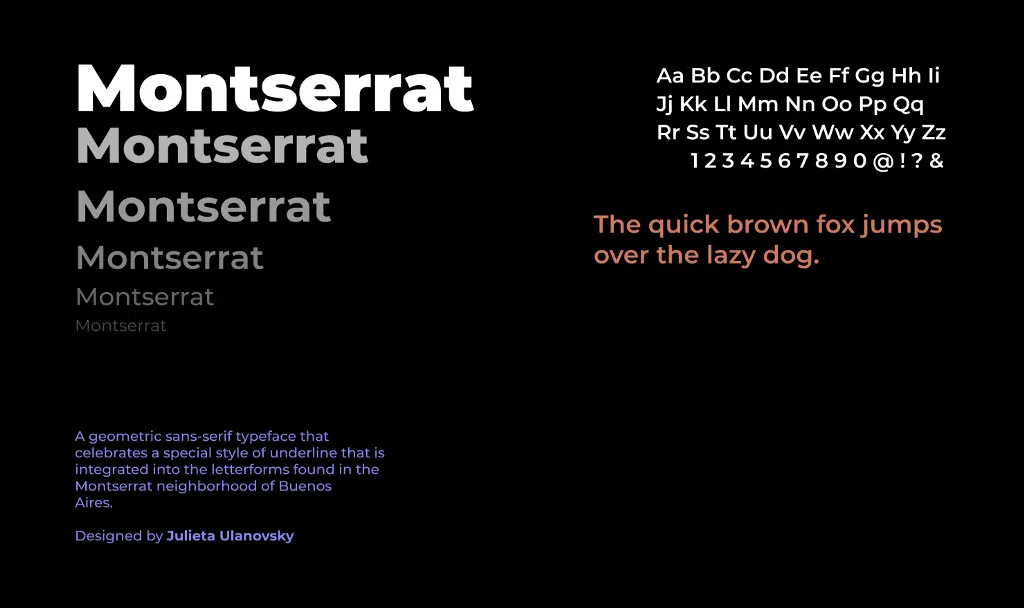 Montserrat
Montserrat
Montserrat
Montserrat
Montserrat
Montserrat
Aa Bb Cc Dd Ee Ff Gg Hh Ii
Jj Kk Ll Mm Nn Oo Pp Qq
Rr Ss Tt Uu Vv Ww Xx Yy Zz
1 2 3 4 5 6 7 8 9 0 @ ! ? &
The quick brown fox jumps
over the lazy dog.
A geometric sans-serif typeface that
celebrates a special style of underline that is
integrated into the letterforms found in the
Montserrat neighborhood of Buenos
Aires.
Designed by Julieta Ulanovsky